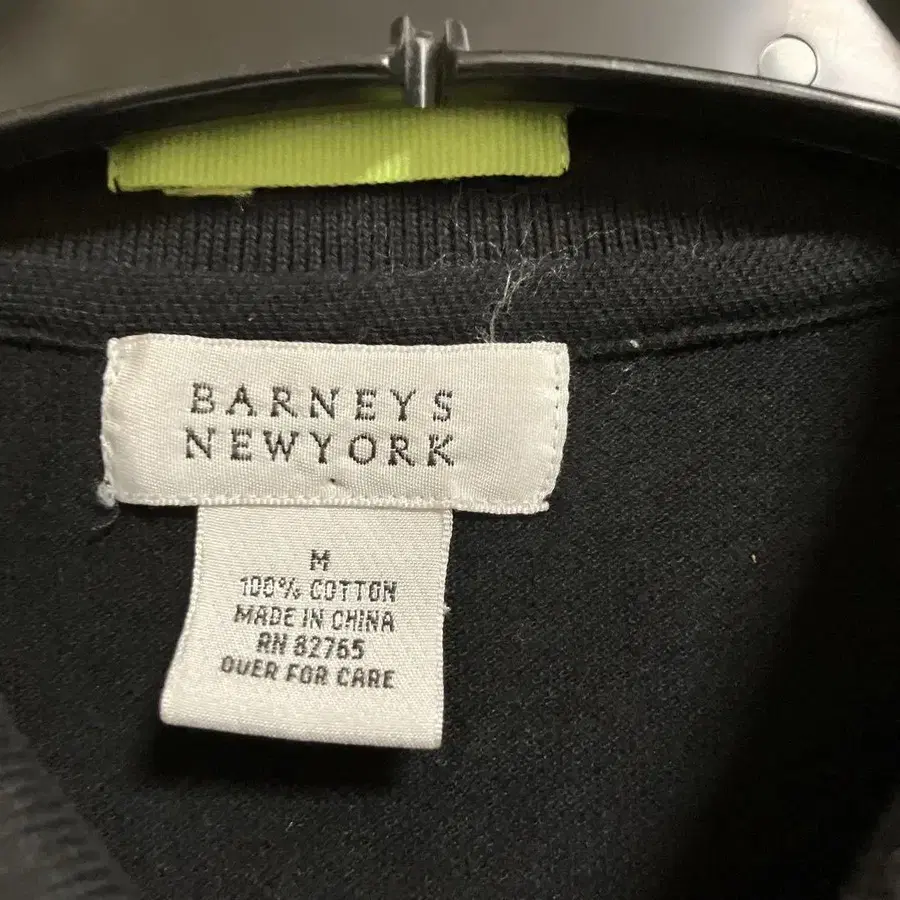 BARNEYS
NEWYORK
M
100% COTTON
MADE IN CHINA
RN 82765
OVER FOR CARE